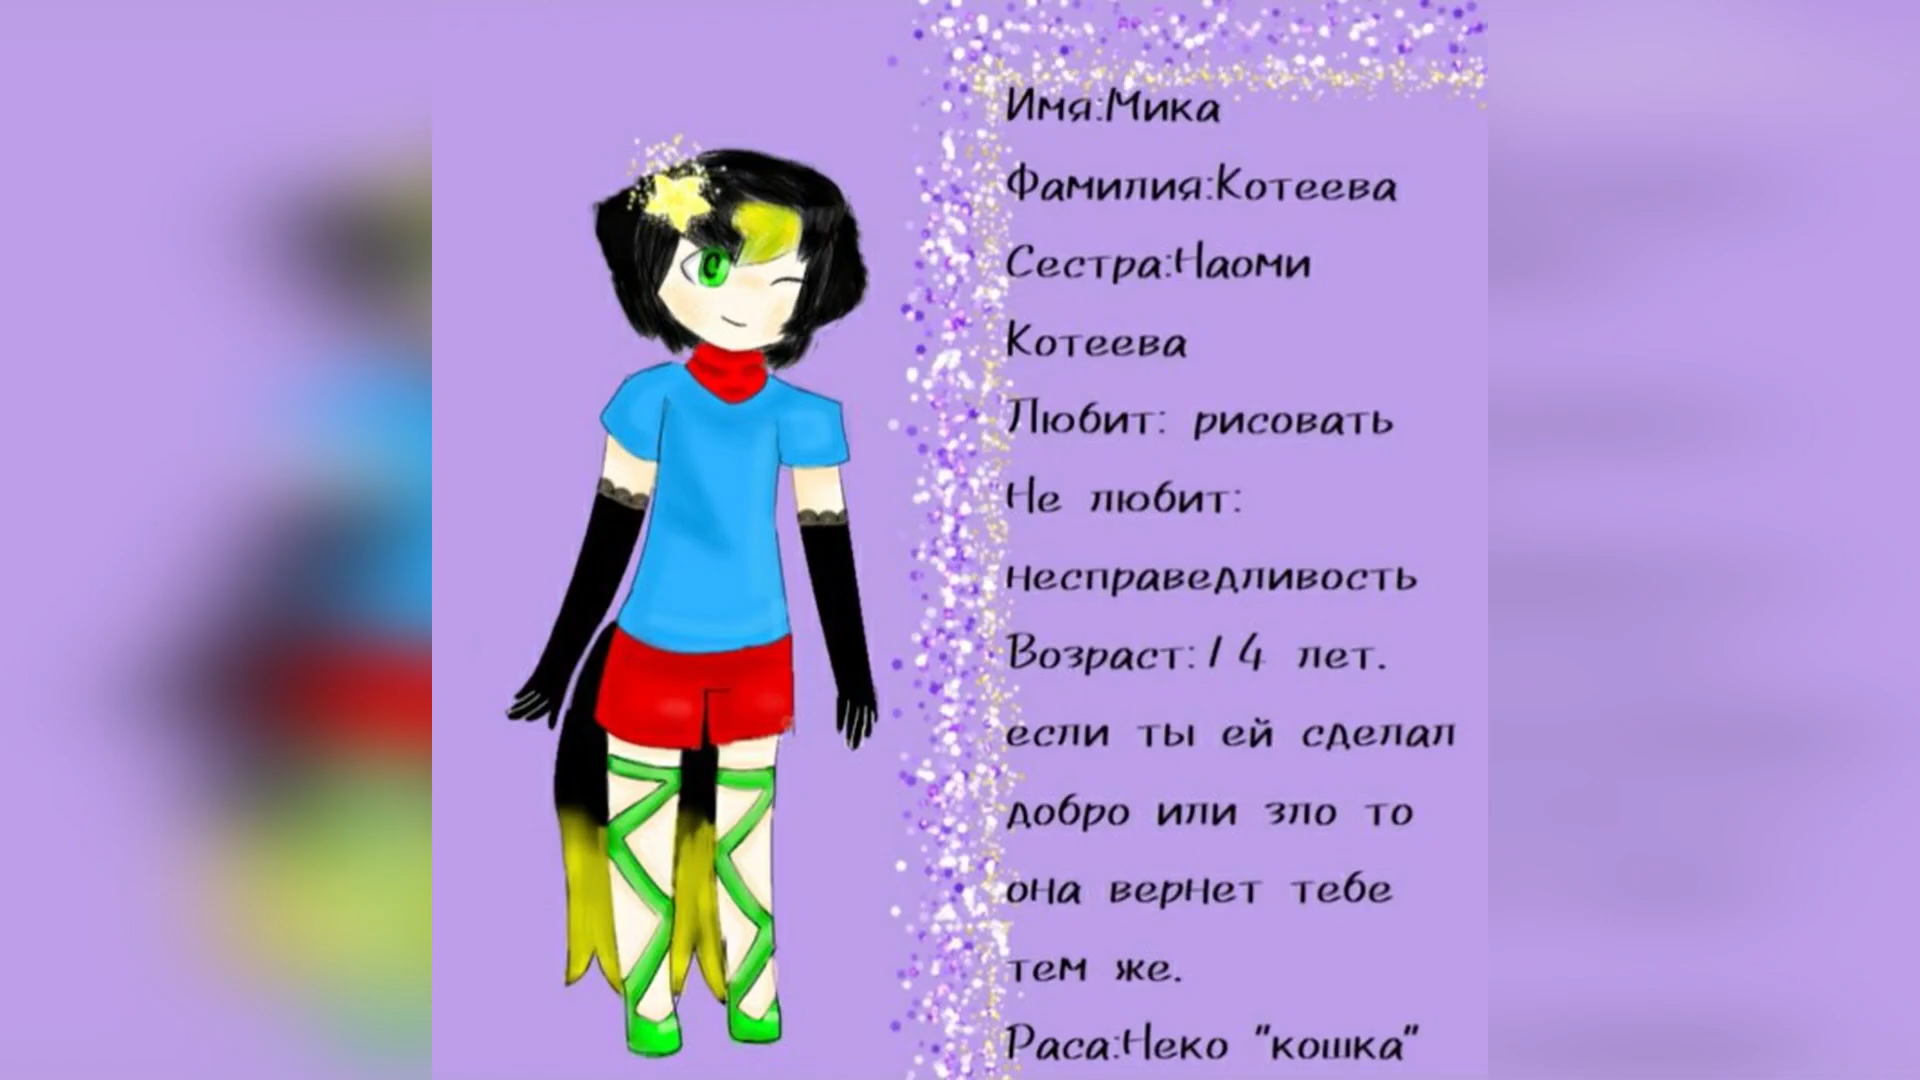 Имя:Мика
Фамилия:Котеева
Сестра:Наоми
Котеева
Любит: рисовать
Не любит:
несправедливость
Возраст:14 лет.
если ты ей сделал
добро или зло то
она вернет тебе
тем же.
Раса:Неко "кошка"